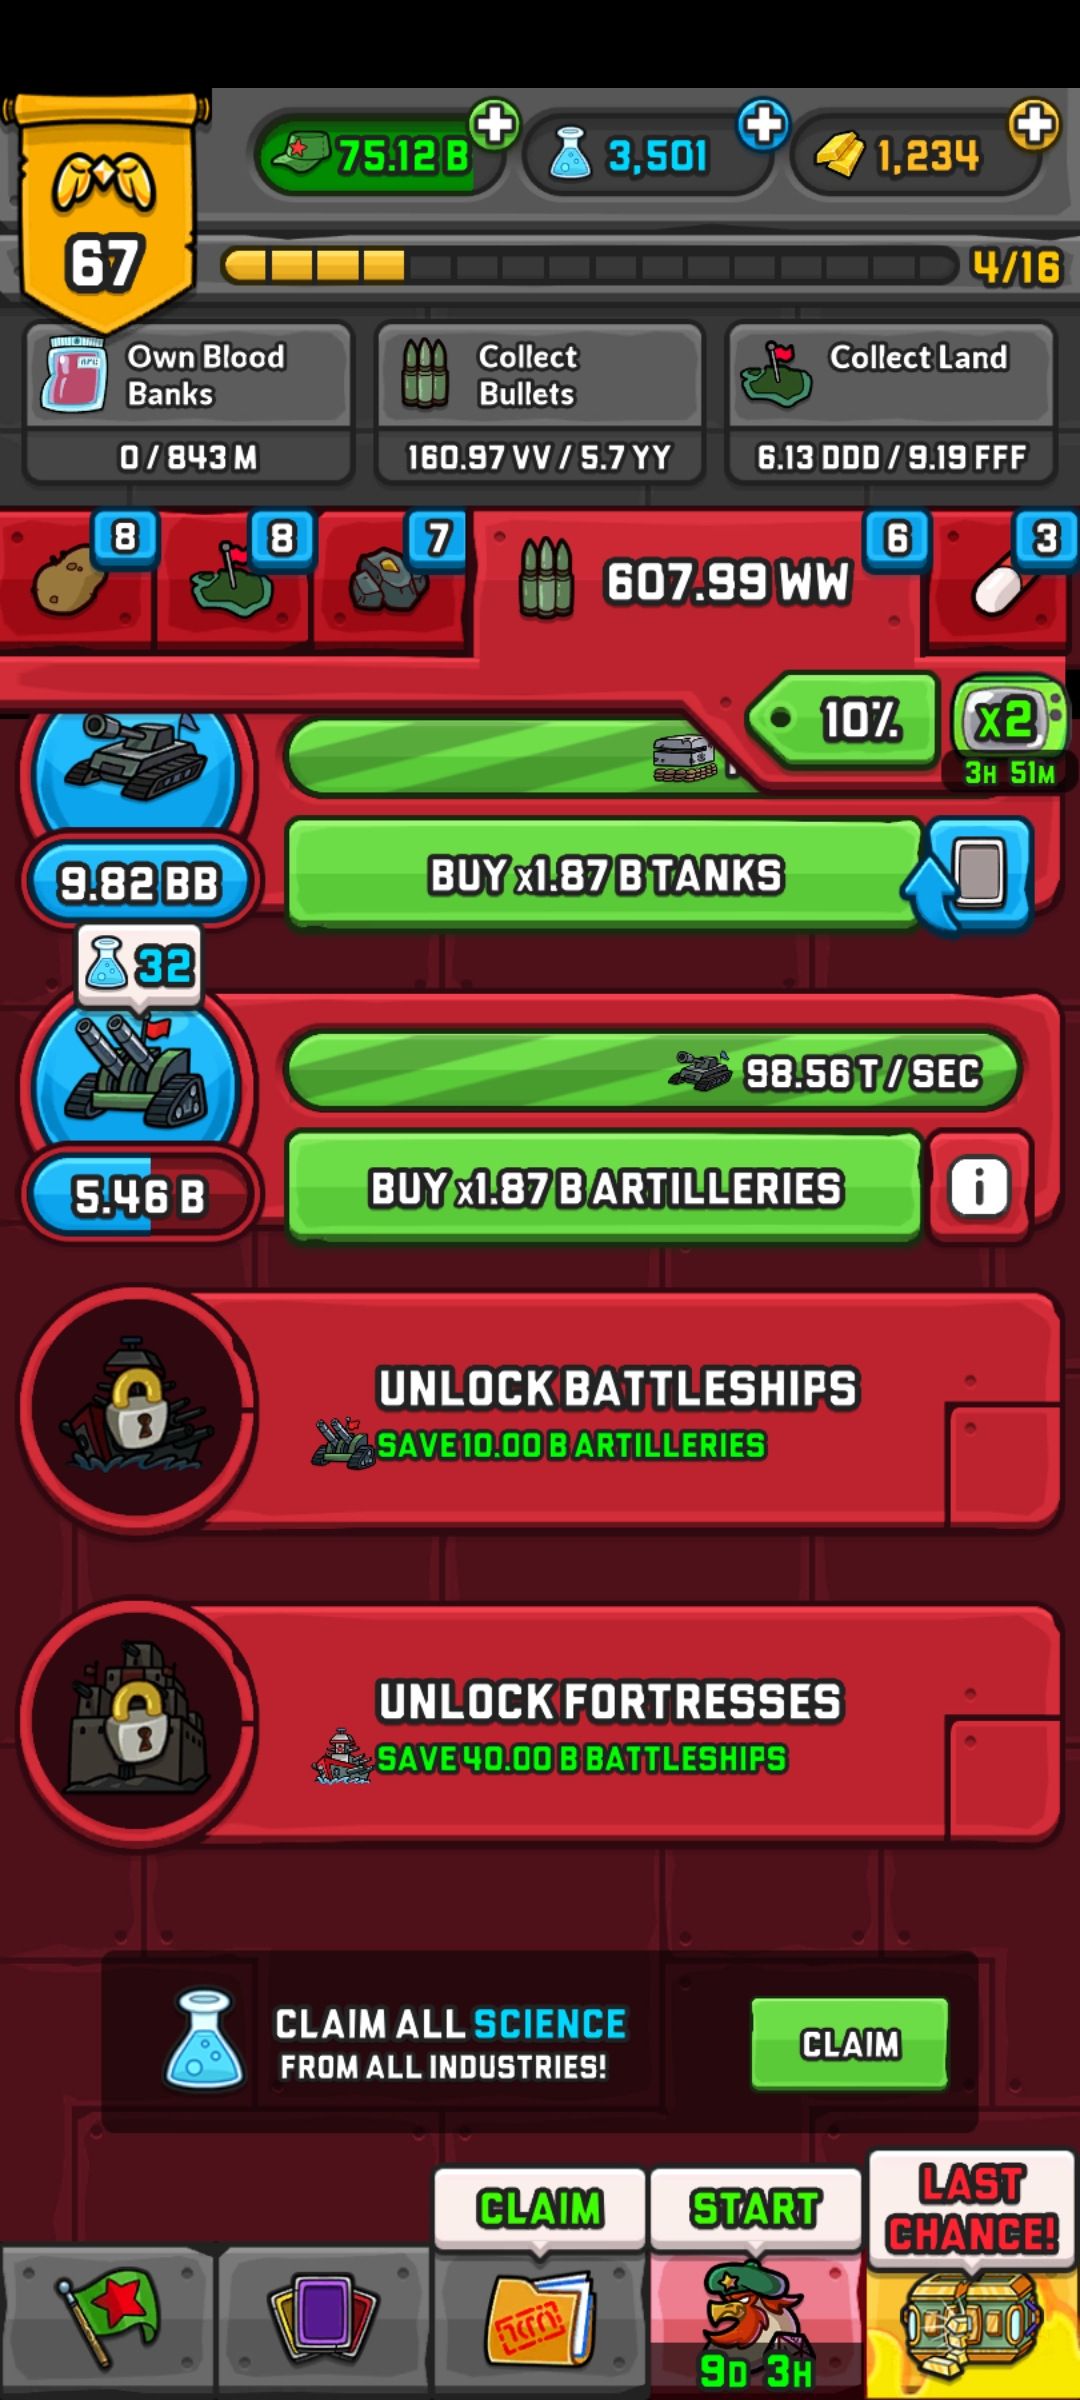 75.12 B
3,501
1,234
67
4/16
Own Blood
Banks
0 / 843 M
Collect
Bullets
160.97 VV / 5.7 YY
Collect Land
6.13 DDD / 9.19 FFF
8
8
7
607.99 WW
6
3
10%
x2
3H 51M
9.82 BB
BUY x1.87 B TANKS
32
98.56 T / SEC
5.46 B
BUY x1.87 B ARTILLERIES
i
UNLOCK BATTLESHIPS
SAVE 10.00 B ARTILLERIES
UNLOCK FORTRESSES
SAVE 40.00 B BATTLESHIPS
CLAIM ALL SCIENCE
FROM ALL INDUSTRIES!
CLAIM
CLAIM
START
LAST
CHANCE!
9D 3H